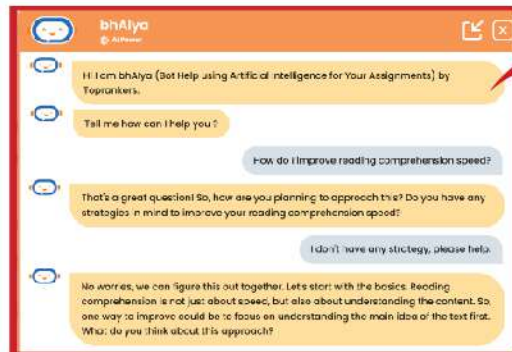 bhAIya
AiPower
Hi I am bhAIya (Bot Help using Artificial Intelligence for Your Assignments) by
Toprankers.
Tell me how can I help you ?
How do I improve reading comprehension speed?
That's a great question! So, how are you planning to approach this? Do you have any
strategies in mind to improve your reading comprehension speed?
I don't have any strategy, please help.
No worries, we can figure this out together. Let's start with the basics. Reading
comprehension is not just about speed, but also about understanding the content. So,
one way to improve could be to focus on understanding the main idea of the text first.
What do you think about this approach?